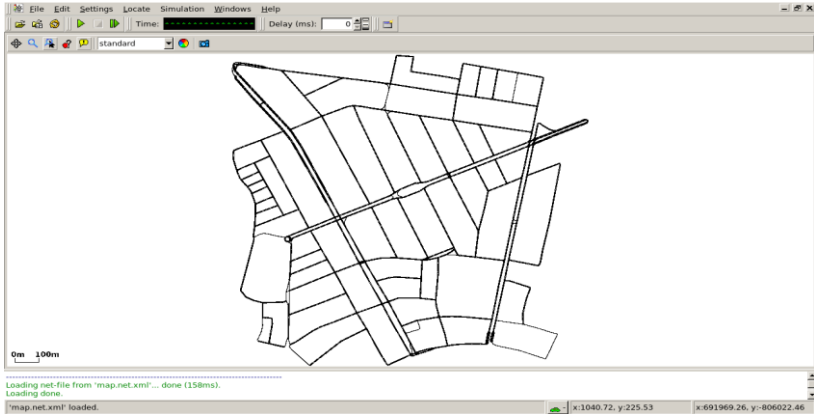 File Edit Settings Locate Simulation Windows Help
Time: Delay (ms): 0
standard
0m 100m
Loading net-file from 'map.net.xml'... done (158ms).
Loading done.
'map.net.xml' loaded. x:1040.72, y:225.53 x:691969.26, y:-806022.46